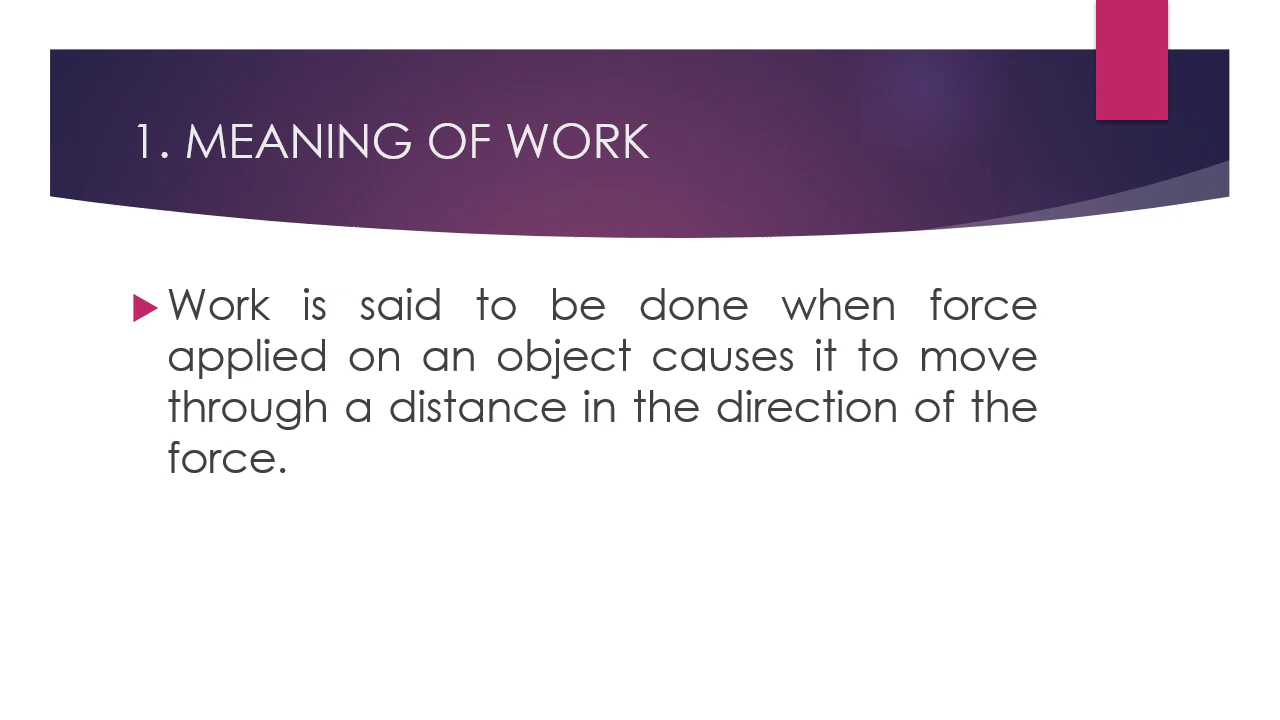 1. MEANING OF WORK
Work is said to be done when force
applied on an object causes it to move
through a distance in the direction of the
force.